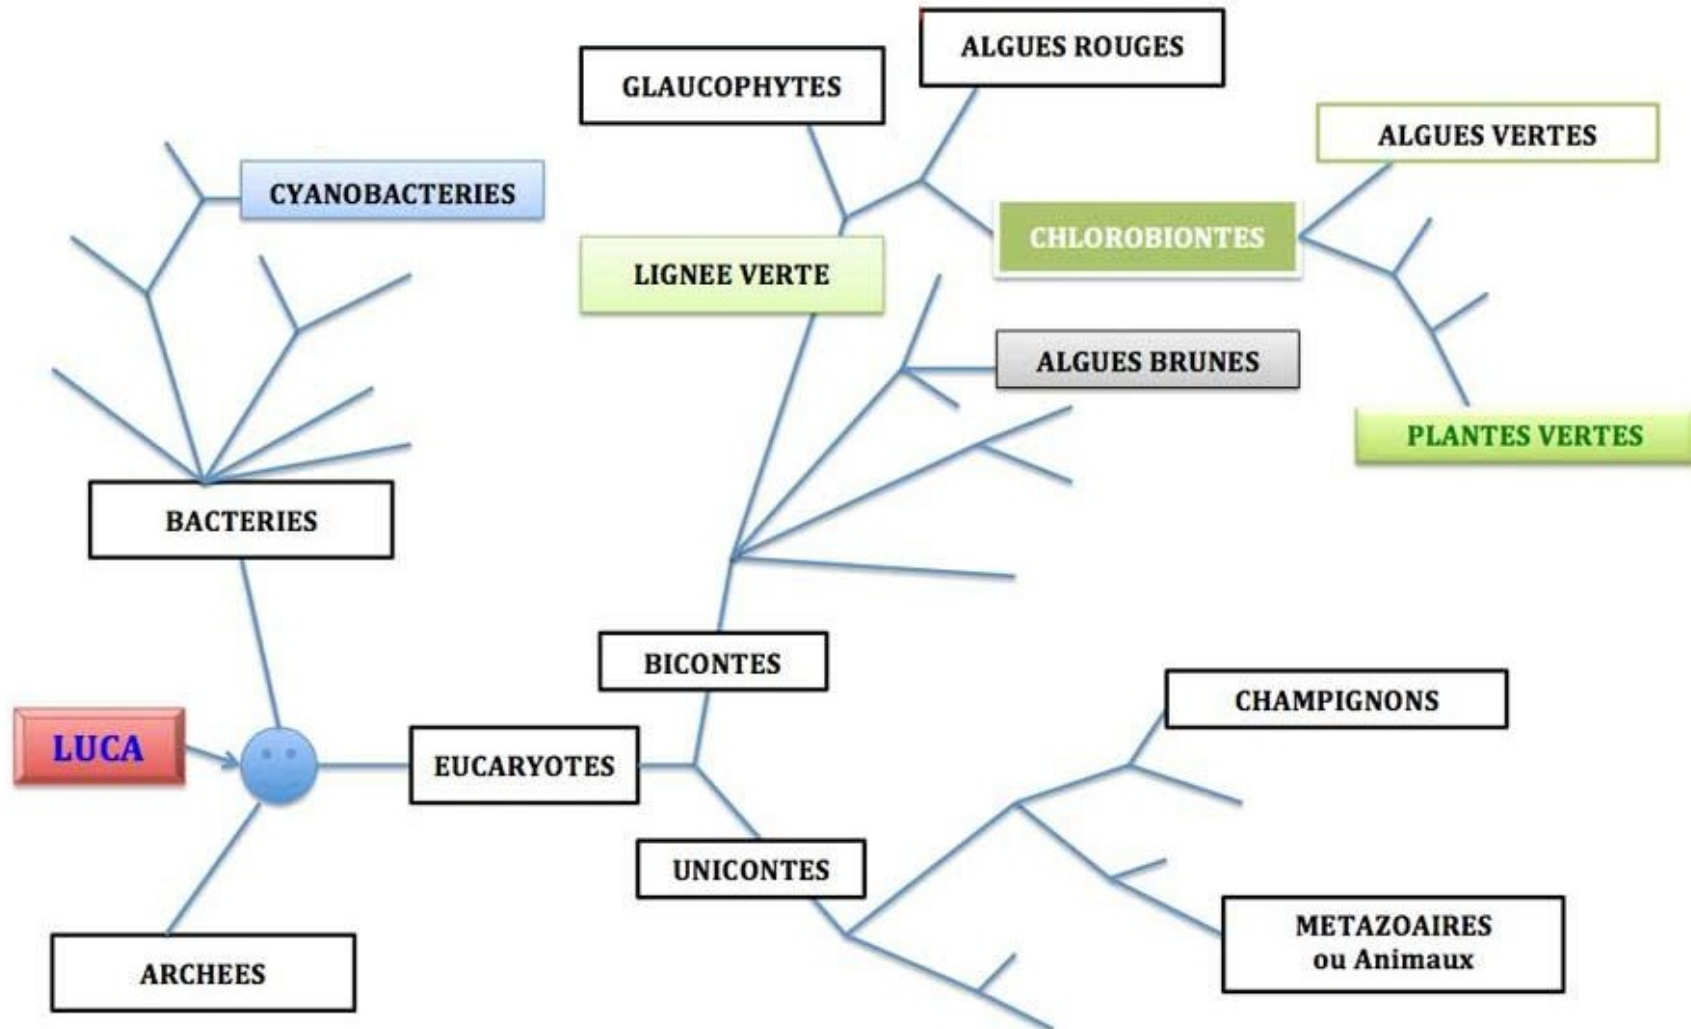 ALGUES ROUGES
GLAUCOPHYTES
ALGUES VERTES
CYANOBACTERIES
CHLOROBIONTES
LIGNEE VERTE
ALGUES BRUNES
PLANTES VERTES
BACTERIES
BICONTES
CHAMPIGNONS
LUCA
EUCARYOTES
UNICONTES
METAZOAIRES
ou Animaux
ARCHEES